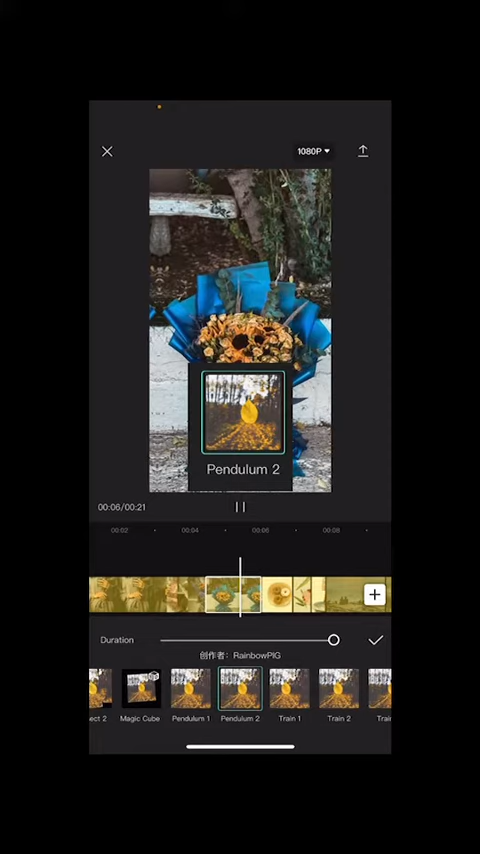 1080P
Pendulum 2
00:06/00:21
00:02
00:04
00:06
00:08
Duration
创作者：RainbowPIG
ect 2
Magic Cube
Pendulum 1
Pendulum 2
Train 1
Train 2
Trai